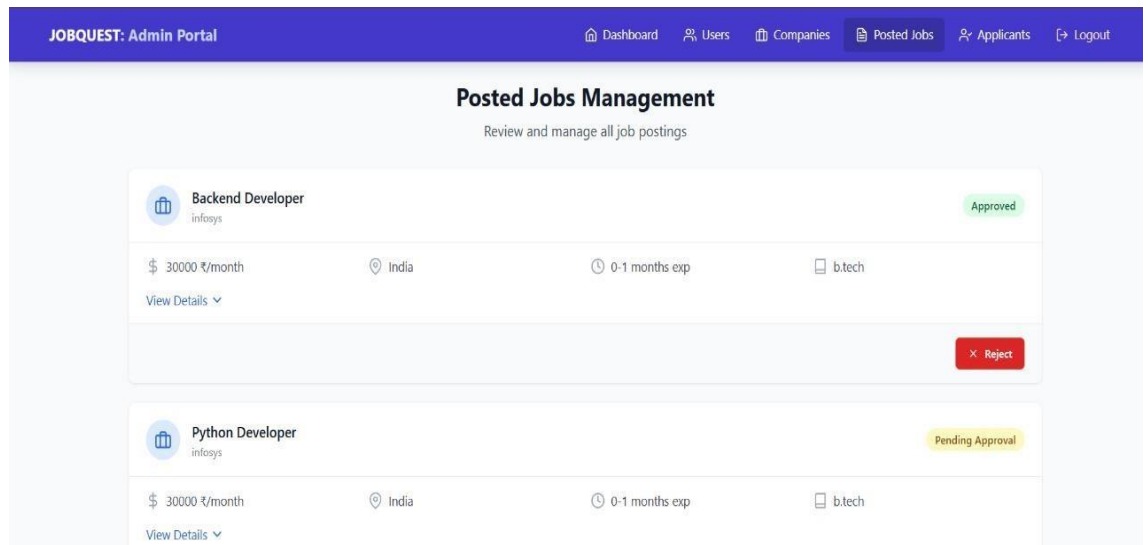 JOBQUEST: Admin Portal Dashboard Users Companies Posted Jobs Applicants Logout
Posted Jobs Management
Review and manage all job postings
Backend Developer
infosys
Approved
$ 30000 ₹/month India 0-1 months exp b.tech
View Details
× Reject
Python Developer
infosys
Pending Approval
$ 30000 ₹/month India 0-1 months exp b.tech
View Details